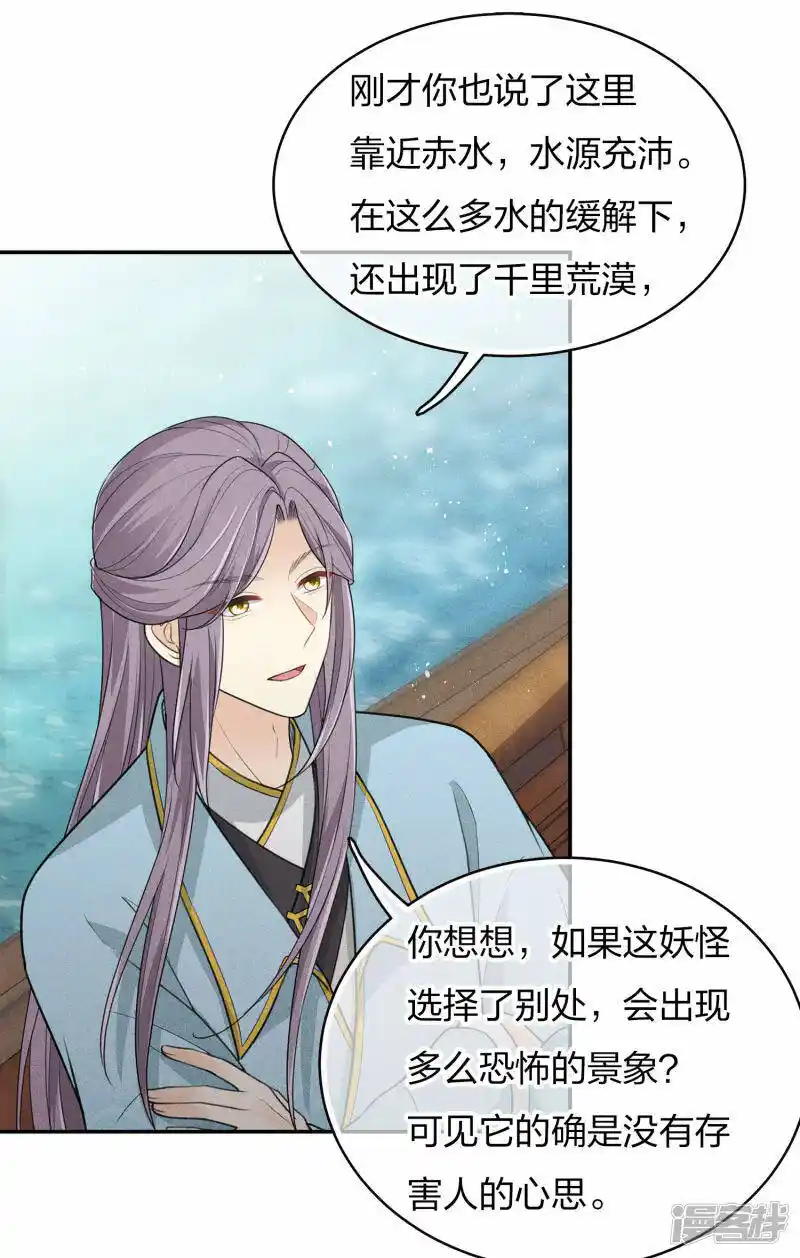 刚才你也说了这里
靠近赤水，水源充沛。
在这么多水的缓解下，
还出现了千里荒漠，
你想想，如果这妖怪
选择了别处，会出现
多么恐怖的景象？
可见它的确是没有存
害人的心思。
漫客栈